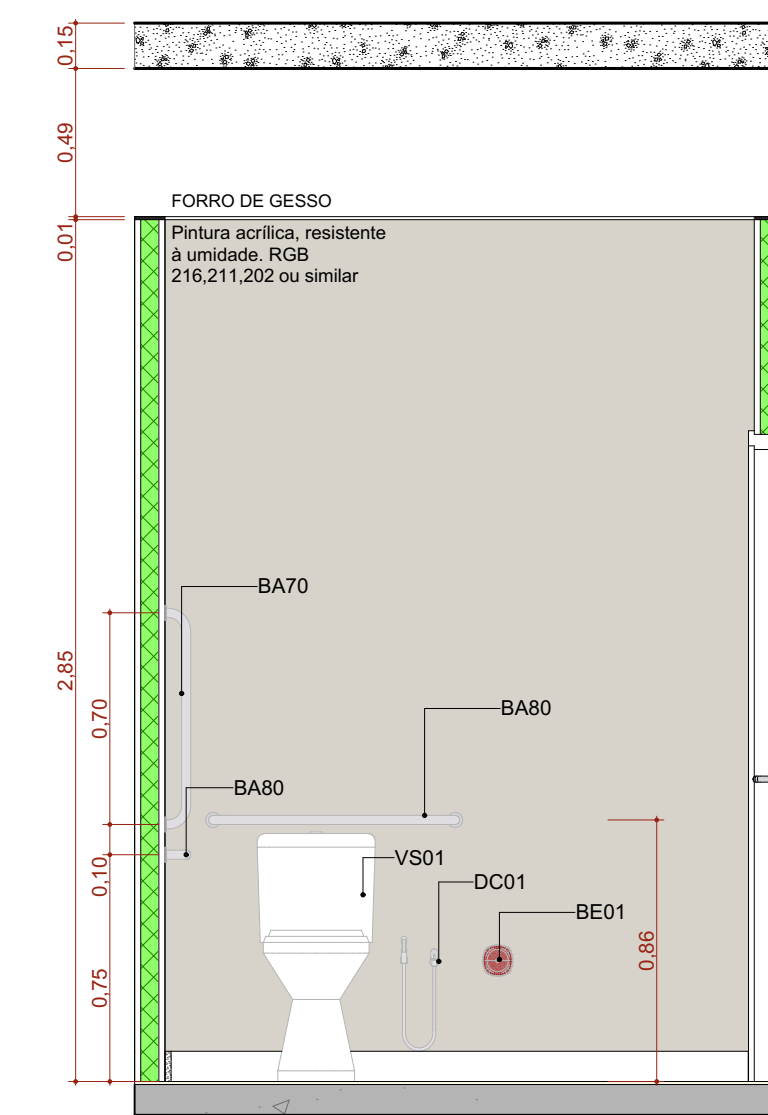 0,15
0,49
FORRO DE GESSO
0,01
Pintura acrílica, resistente
à umidade. RGB
216,211,202 ou similar
BA70
2,85
0,70
BA80
BA80
VS01
0,10
DC01
BE01
0,86
0,75